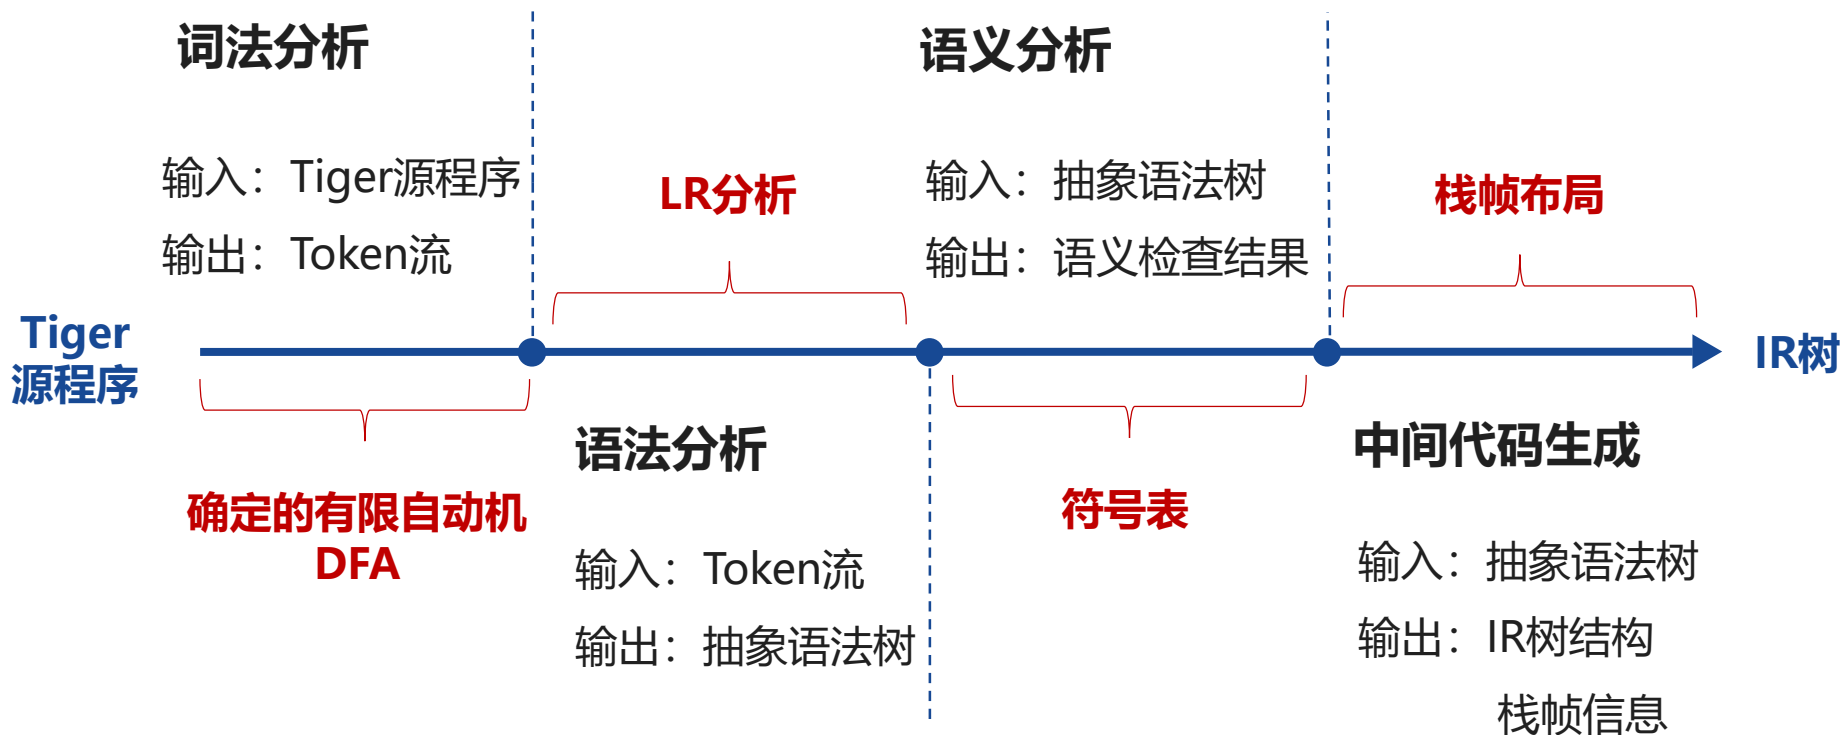 词法分析
输入：Tiger源程序
输出：Token流
LR分析
语义分析
输入：抽象语法树
输出：语义检查结果
栈帧布局
Tiger
源程序
IR树
确定的有限自动机
DFA
语法分析
输入：Token流
输出：抽象语法树
符号表
中间代码生成
输入：抽象语法树
输出：IR树结构
栈帧信息